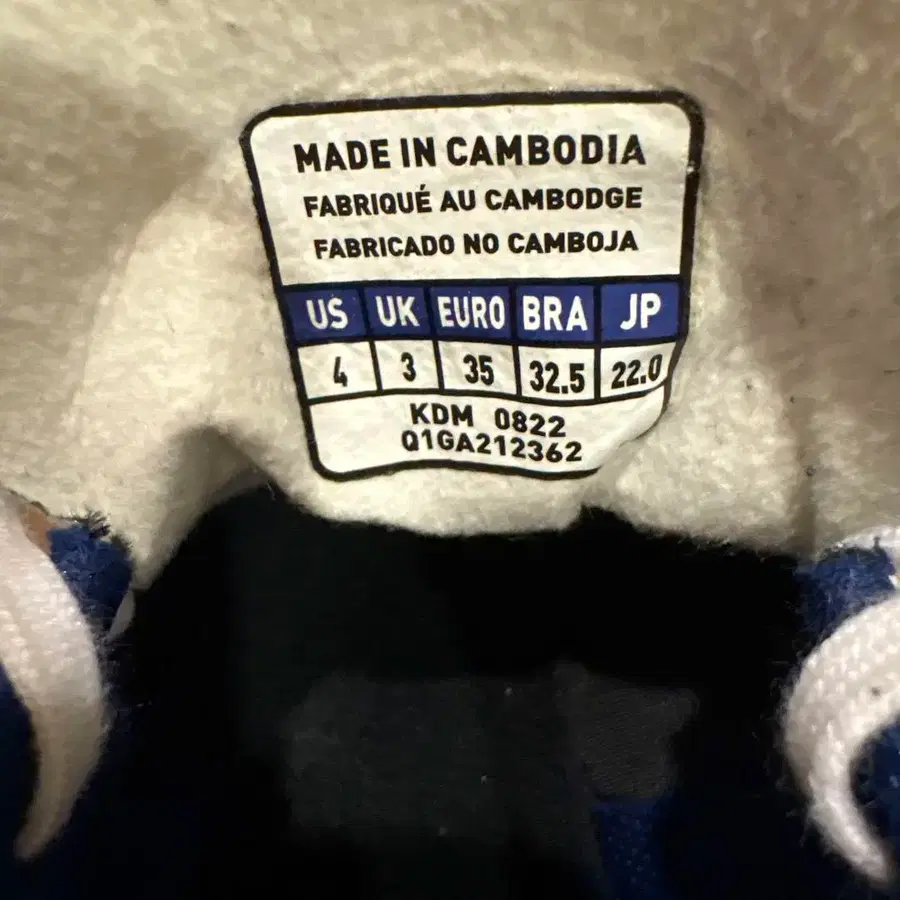 MADE IN CAMBODIA
FABRIQUÉ AU CAMBODGE
FABRICADO NO CAMBOJA
US UK EURO BRA JP
4 3 35 32.5 22.0
KDM 0822
Q1GA212362